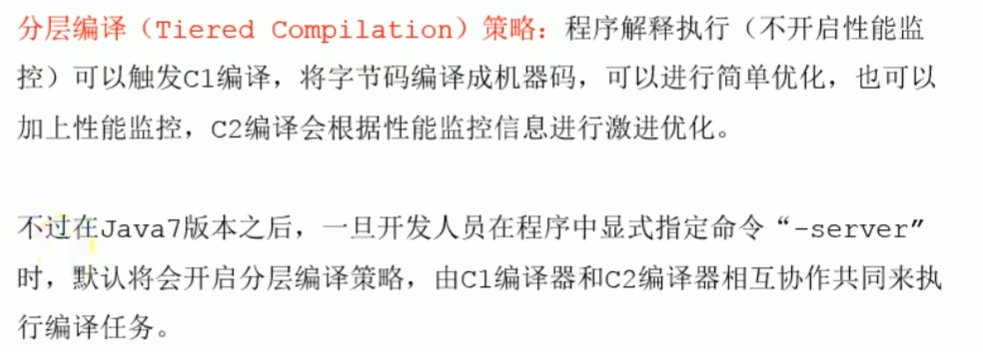 分层编译（Tiered Compilation）策略：程序解释执行（不开启性能监
控）可以触发C1编译，将字节码编译成机器码，可以进行简单优化，也可以
加上性能监控，C2编译会根据性能监控信息进行激进优化。
不过在Java7版本之后，一旦开发人员在程序中显式指定命令“-server”
时，默认将会开启分层编译策略，由C1编译器和C2编译器相互协作共同来执
行编译任务。